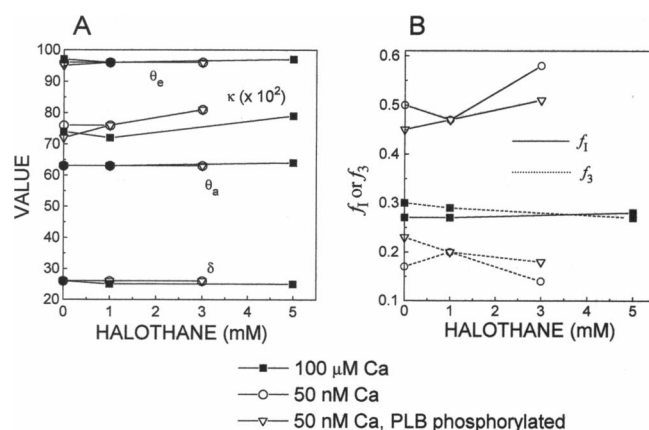 A
B
100
90
80
70
60
50
40
30
20
VALUE
θe
κ (x 10²)
θa
δ
0 1 2 3 4 5
HALOTHANE (mM)
0.6
0.5
0.4
0.3
0.2
0.1
fI or f3
fI
f3
0 1 2 3 4 5
HALOTHANE (mM)
100 μM Ca
50 nM Ca
50 nM Ca, PLB phosphorylated